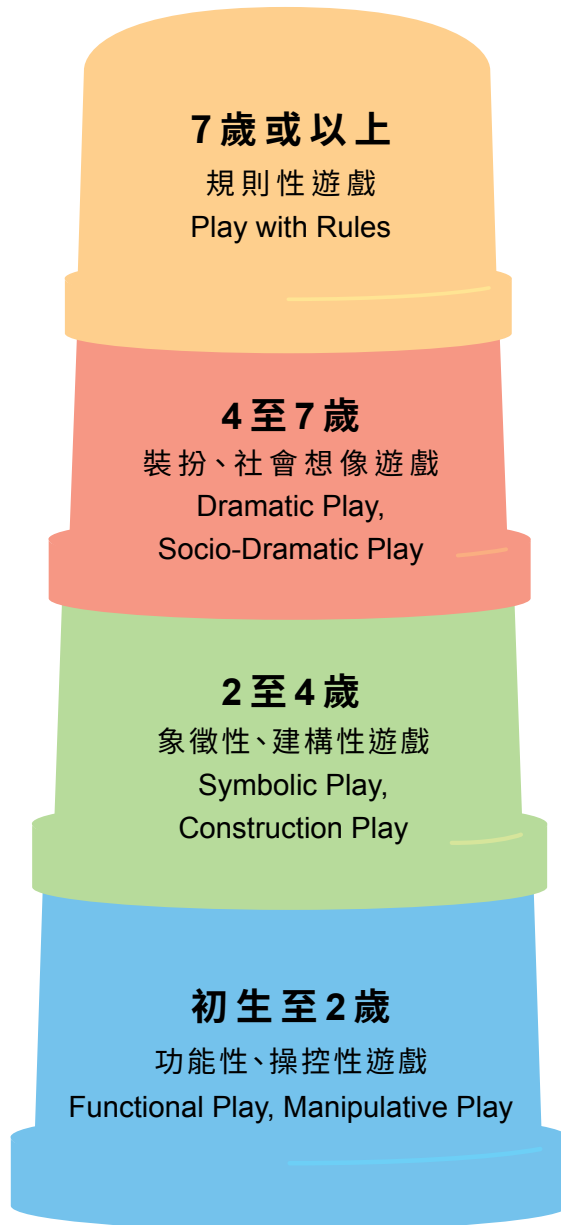 7歲或以上
規則性遊戲
Play with Rules
4至7歲
裝扮、社會想像遊戲
Dramatic Play,
Socio-Dramatic Play
2至4歲
象徵性、建構性遊戲
Symbolic Play,
Construction Play
初生至2歲
功能性、操控性遊戲
Functional Play, Manipulative Play